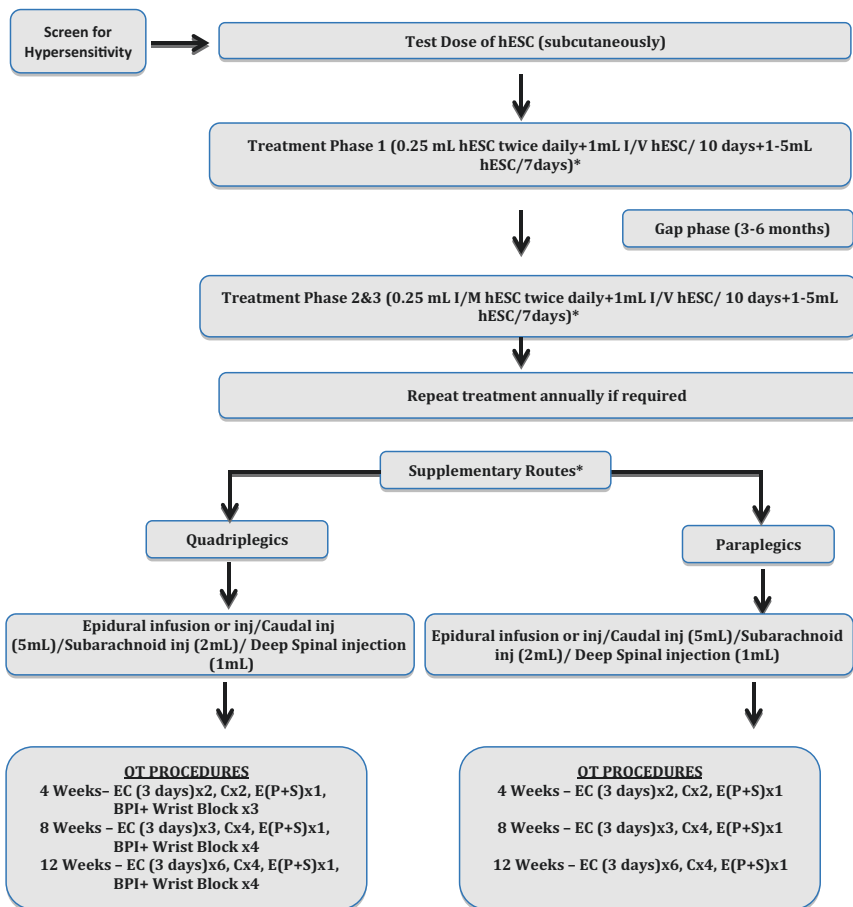 Screen for
Hypersensitivity
Test Dose of hESC (subcutaneously)
Treatment Phase 1 (0.25 mL hESC twice daily+1mL I/V hESC/ 10 days+1-5mL
hESC/7days)*
Gap phase (3-6 months)
Treatment Phase 2&3 (0.25 mL I/M hESC twice daily+1mL I/V hESC/ 10 days+1-5mL
hESC/7days)*
Repeat treatment annually if required
Supplementary Routes*
Quadriplegics
Paraplegics
Epidural infusion or inj/Caudal inj
(5mL)/Subarachnoid inj (2mL)/ Deep Spinal injection
(1mL)
Epidural infusion or inj/Caudal inj (5mL)/Subarachnoid
inj (2mL)/ Deep Spinal injection (1mL)
OT PROCEDURES
4 Weeks– EC (3 days)x2, Cx2, E(P+S)x1,
BPI+ Wrist Block x3
8 Weeks – EC (3 days)x3, Cx4, E(P+S)x1,
BPI+ Wrist Block x4
12 Weeks – EC (3 days)x6, Cx4, E(P+S)x1,
BPI+ Wrist Block x4
OT PROCEDURES
4 Weeks – EC (3 days)x2, Cx2, E(P+S)x1
8 Weeks – EC (3 days)x3, Cx4, E(P+S)x1
12 Weeks – EC (3 days)x6, Cx4, E(P+S)x1